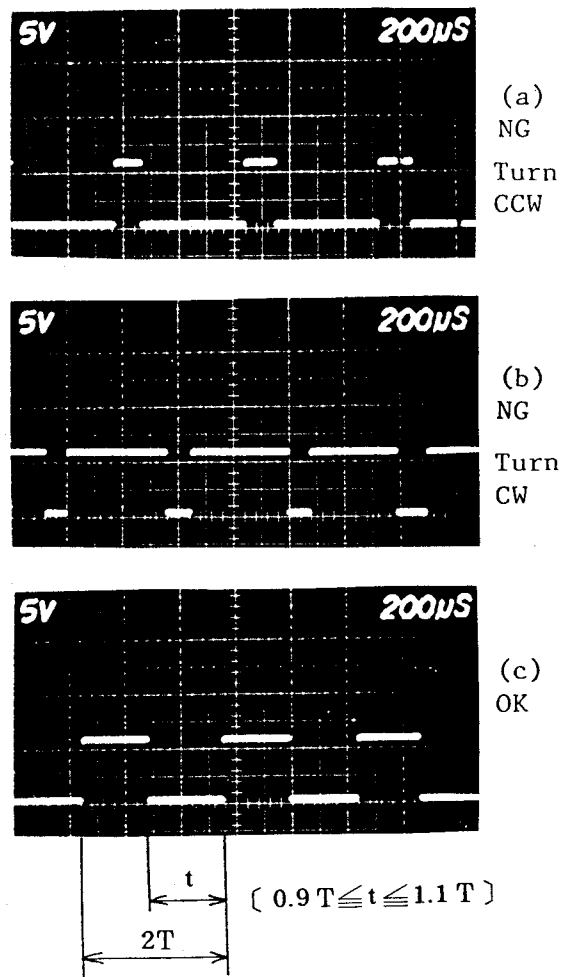 5V 200μS
(a)
NG
Turn
CCW
5V 200μS
(b)
NG
Turn
CW
5V 200μS
(c)
OK
t
〔 0.9 T ≦ t ≦ 1.1 T 〕
2T